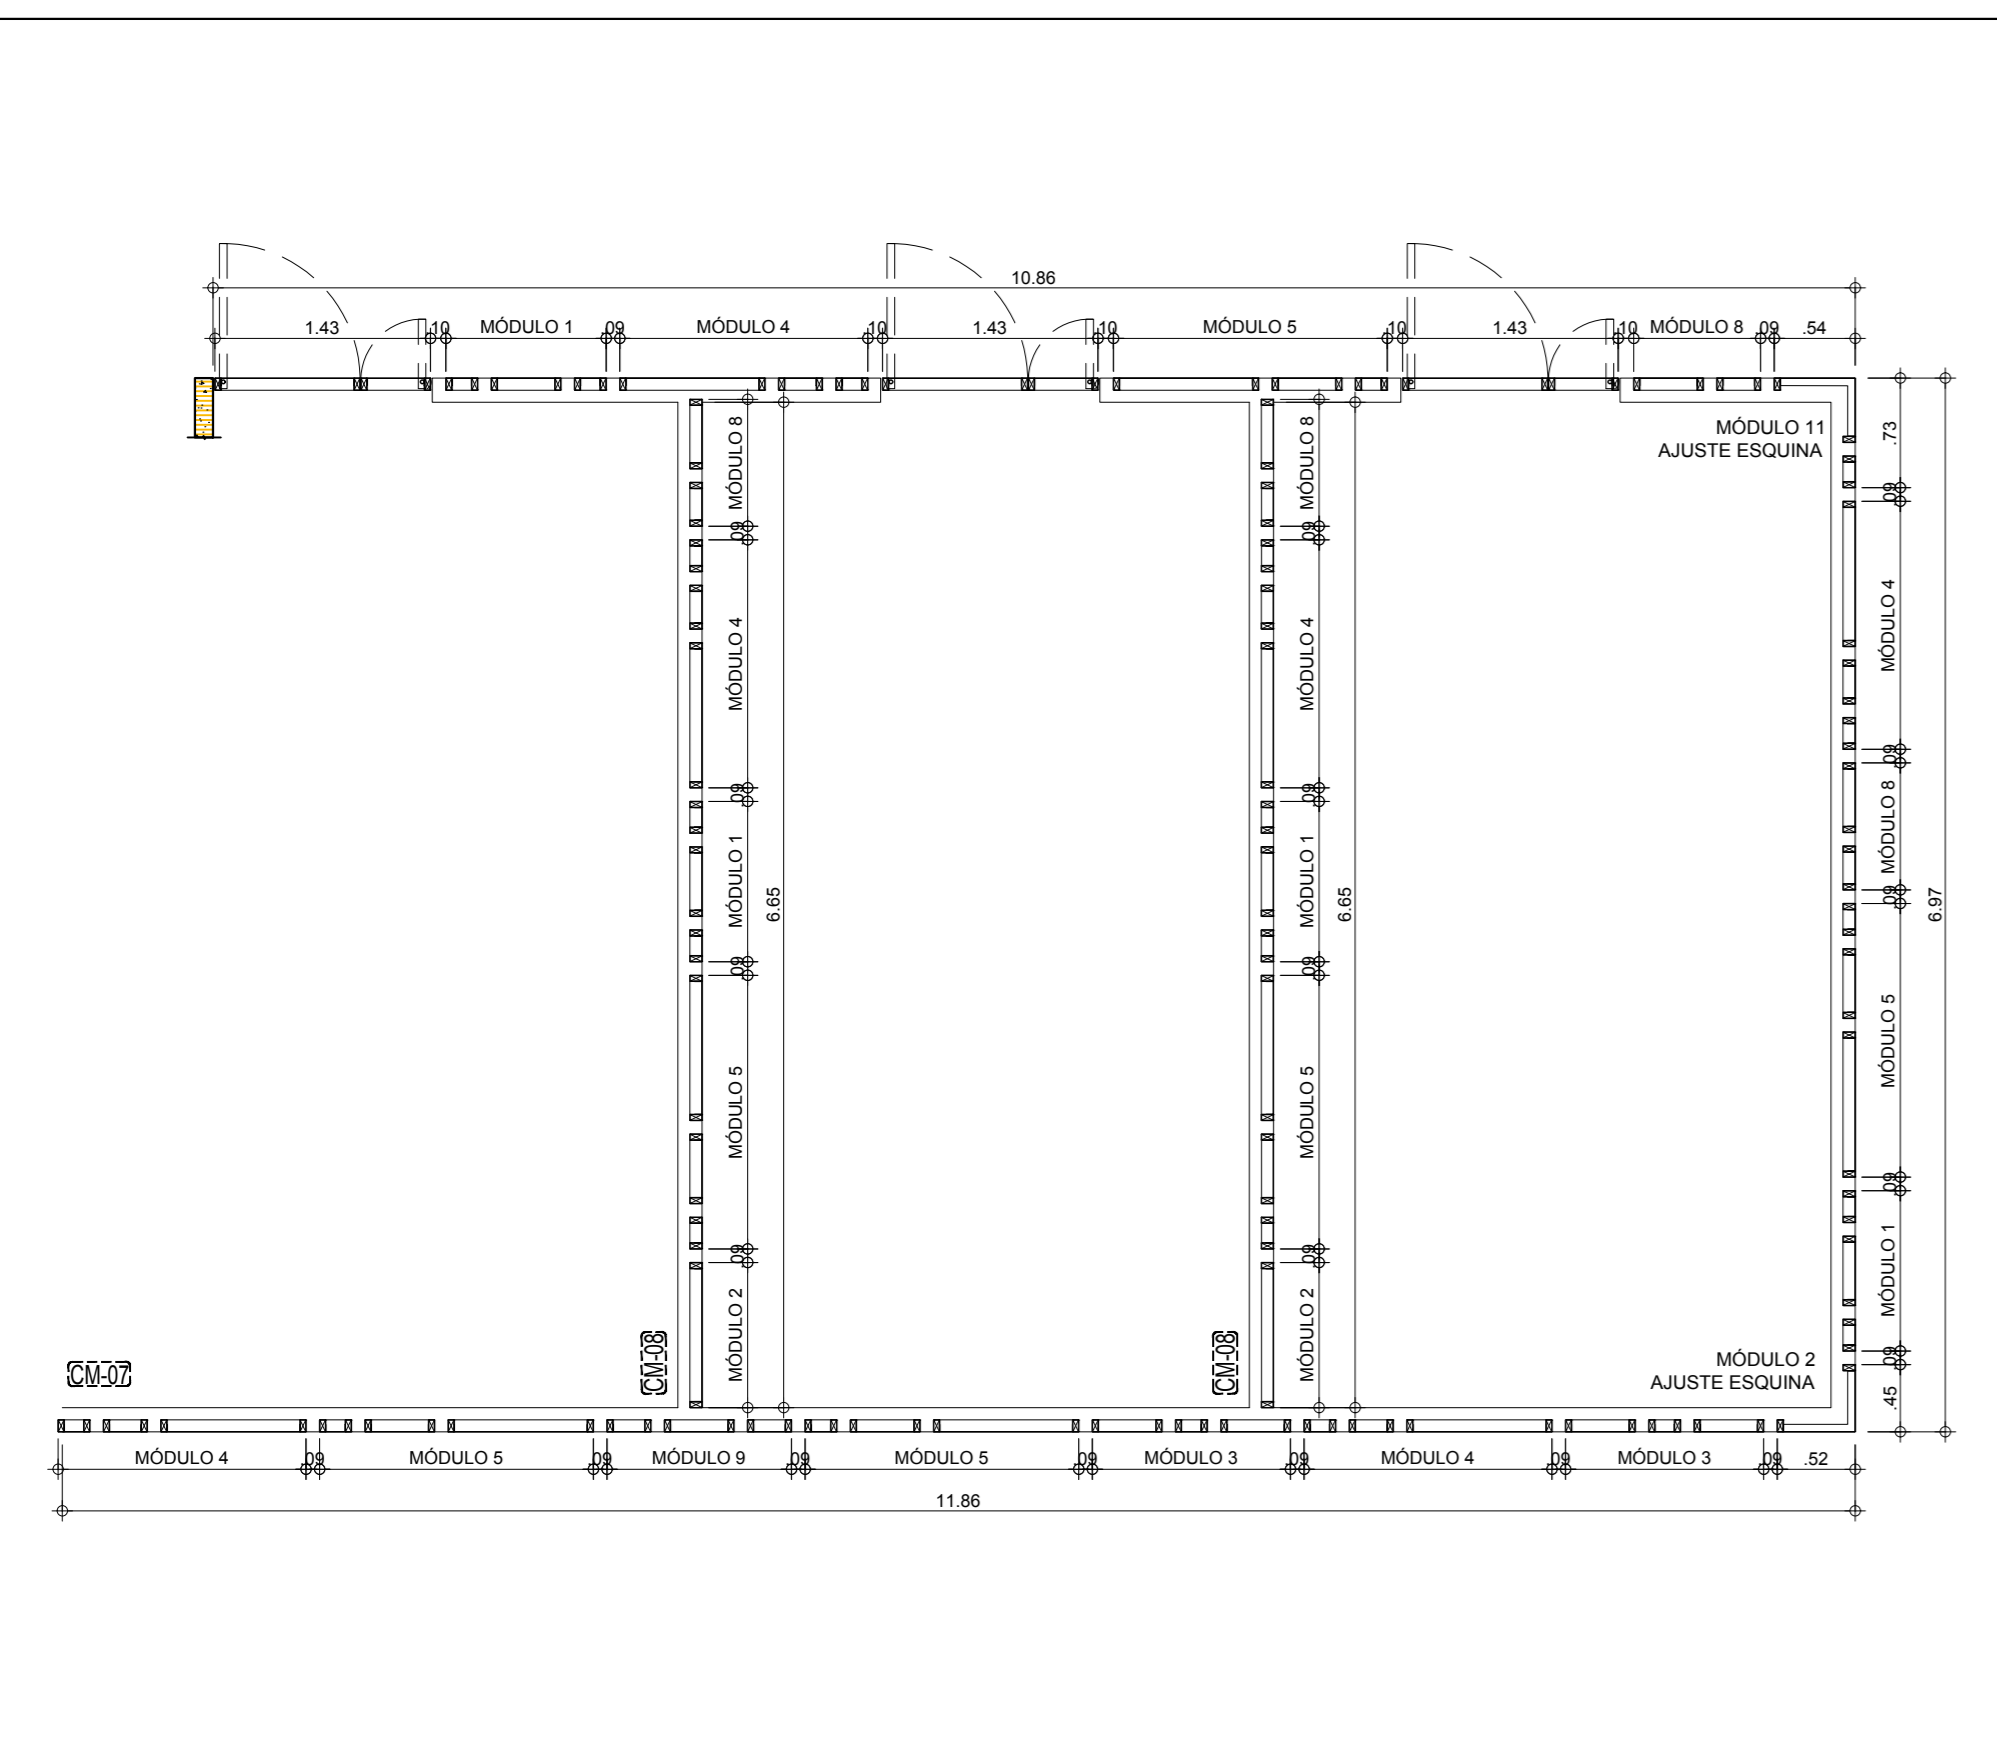 10.86
1.43
.10
MÓDULO 1
.09
MÓDULO 4
.10
1.43
.10
MÓDULO 5
.10
1.43
.10
MÓDULO 8
.09
.54
MÓDULO 11
AJUSTE ESQUINA
MÓDULO 8
.09
MÓDULO 4
.09
MÓDULO 1
.09
MÓDULO 5
.09
MÓDULO 2
6.65
MÓDULO 8
.09
MÓDULO 4
.09
MÓDULO 1
.09
MÓDULO 5
.09
MÓDULO 2
6.65
.73
.09
MÓDULO 4
.09
MÓDULO 8
.09
MÓDULO 5
.09
MÓDULO 1
.09
.45
6.97
CM-07
CM-08
CM-08
MÓDULO 2
AJUSTE ESQUINA
MÓDULO 4
.09
MÓDULO 5
.09
MÓDULO 9
.09
MÓDULO 5
.09
MÓDULO 3
.09
MÓDULO 4
.09
MÓDULO 3
.09
.52
11.86